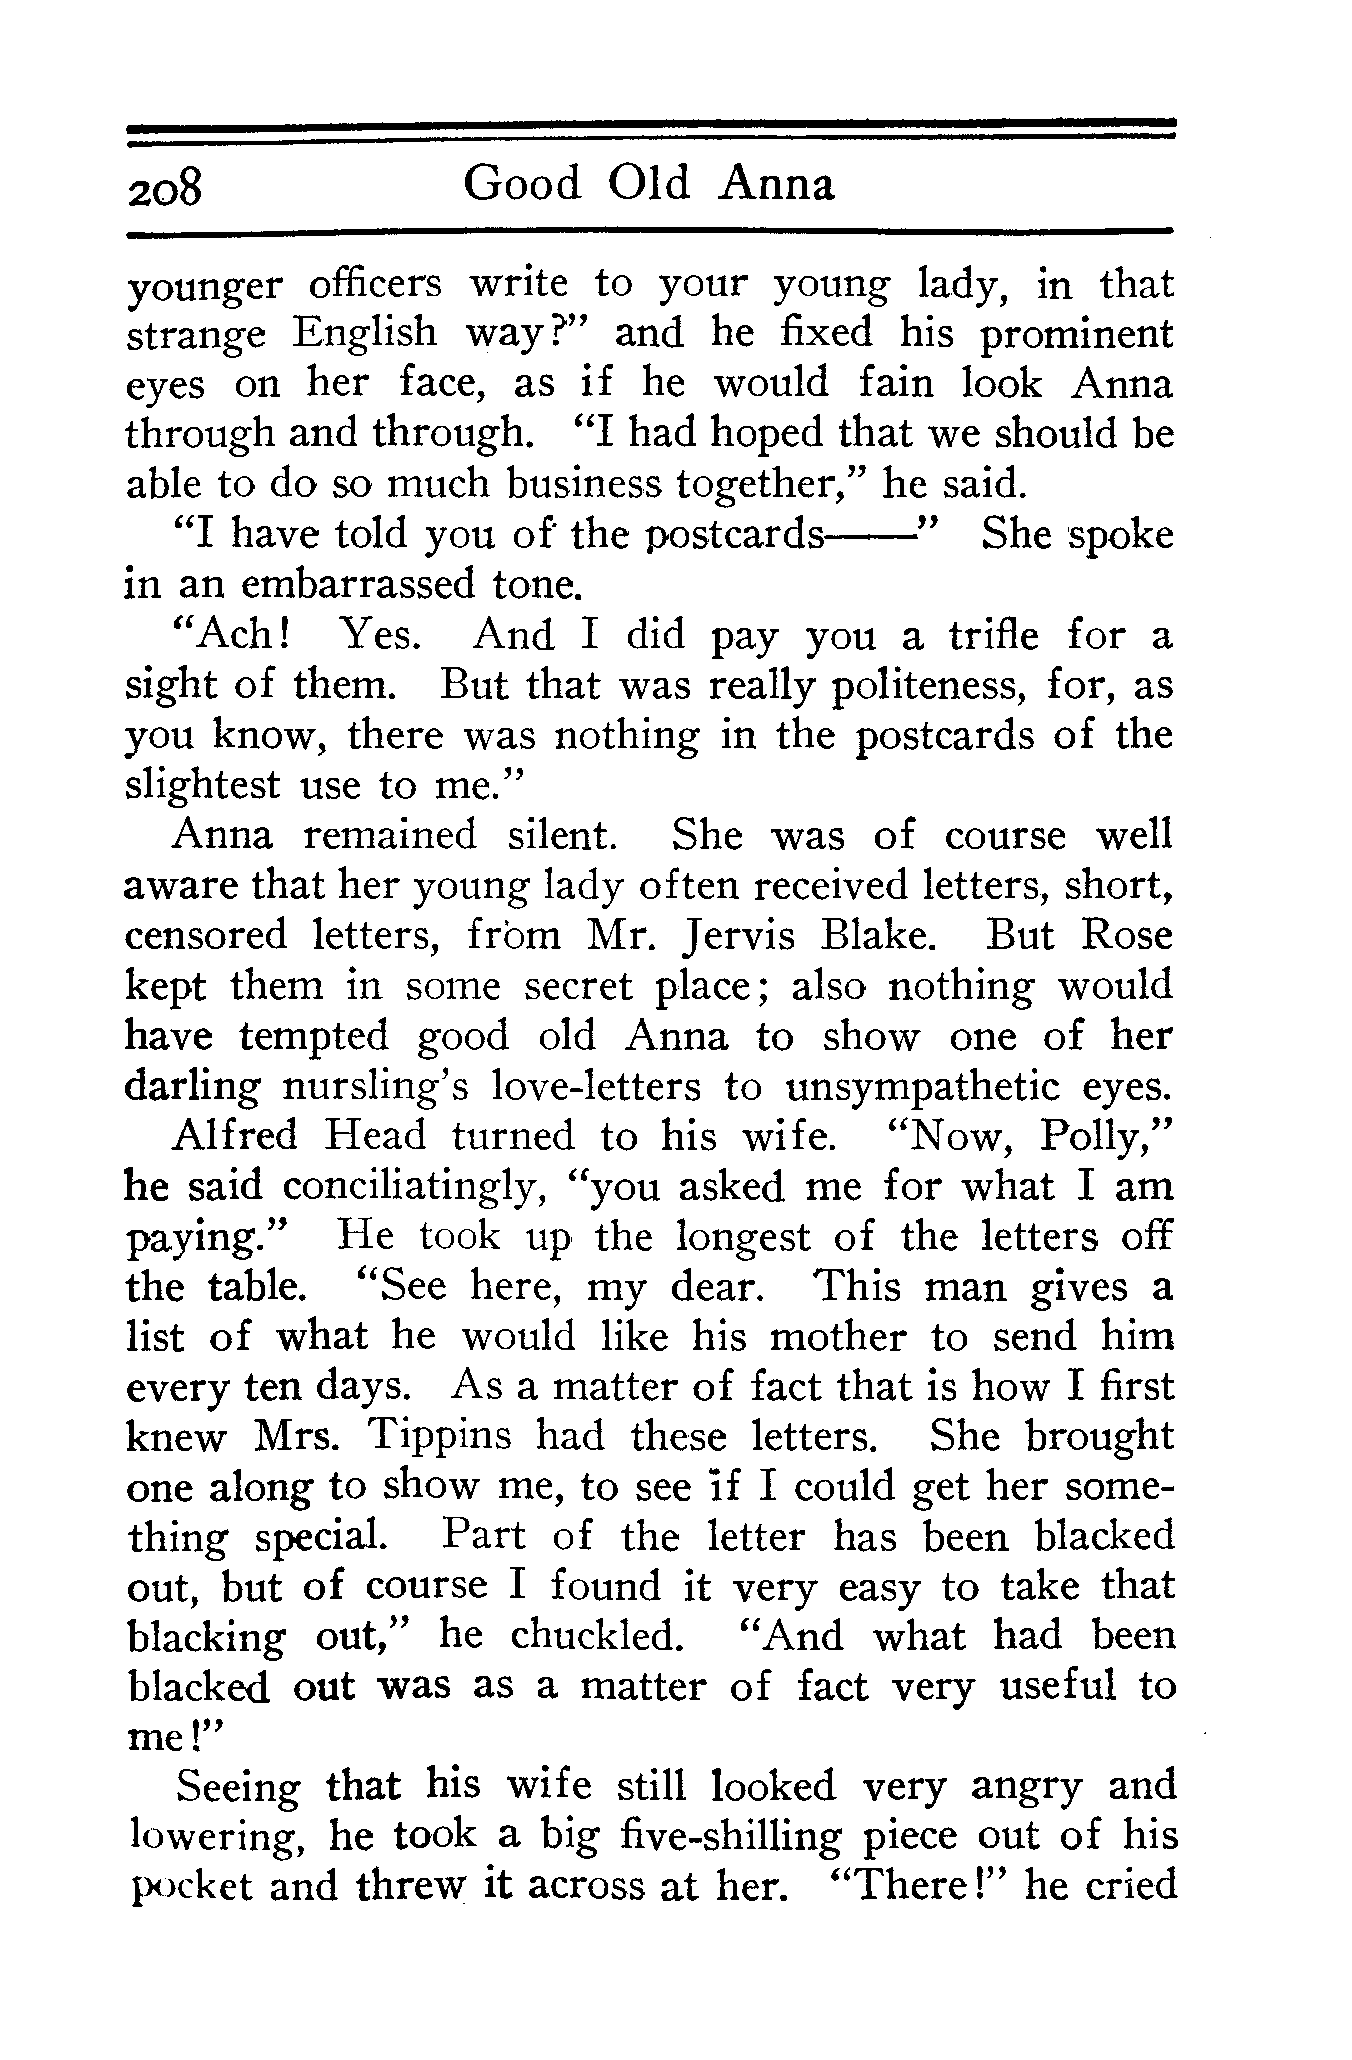 208 Good Old Anna
younger officers write to your young lady, in that
strange English way?” and he fixed his prominent
eyes on her face, as if he would fain look Anna
through and through. “I had hoped that we should be
able to do so much business together,” he said.
“I have told you of the postcards——” She spoke
in an embarrassed tone.
“Ach! Yes. And I did pay you a trifle for a
sight of them. But that was really politeness, for, as
you know, there was nothing in the postcards of the
slightest use to me.”
Anna remained silent. She was of course well
aware that her young lady often received letters, short,
censored letters, from Mr. Jervis Blake. But Rose
kept them in some secret place; also nothing would
have tempted good old Anna to show one of her
darling nursling’s love-letters to unsympathetic eyes.
Alfred Head turned to his wife. “Now, Polly,”
he said conciliatingly, “you asked me for what I am
paying.” He took up the longest of the letters off
the table. “See here, my dear. This man gives a
list of what he would like his mother to send him
every ten days. As a matter of fact that is how I first
knew Mrs. Tippins had these letters. She brought
one along to show me, to see if I could get her some-
thing special. Part of the letter has been blacked
out, but of course I found it very easy to take that
blacking out,” he chuckled. “And what had been
blacked out was as a matter of fact very useful to
me!”
Seeing that his wife still looked very angry and
lowering, he took a big five-shilling piece out of his
pocket and threw it across at her. “There!” he cried